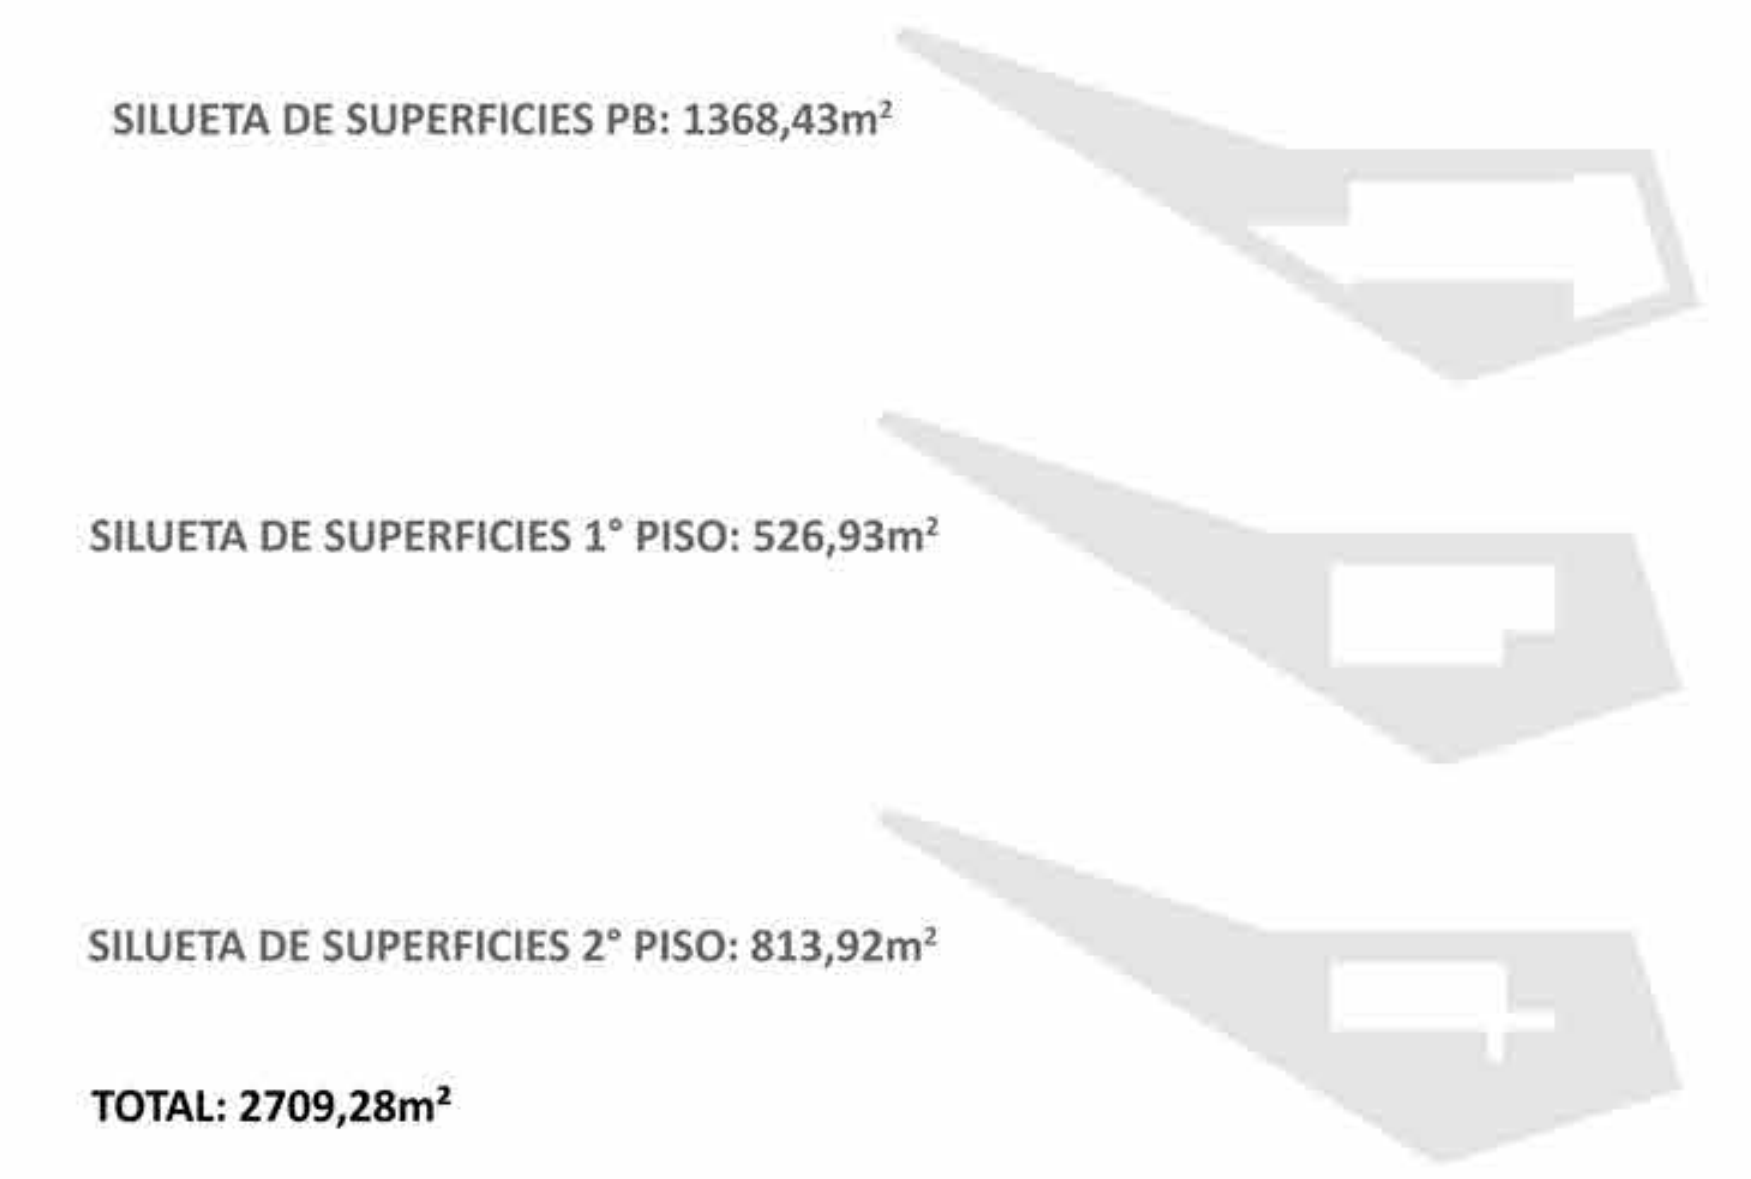 SILUETA DE SUPERFICIES PB: 1368,43m²
SILUETA DE SUPERFICIES 1° PISO: 526,93m²
SILUETA DE SUPERFICIES 2° PISO: 813,92m²
TOTAL: 2709,28m²